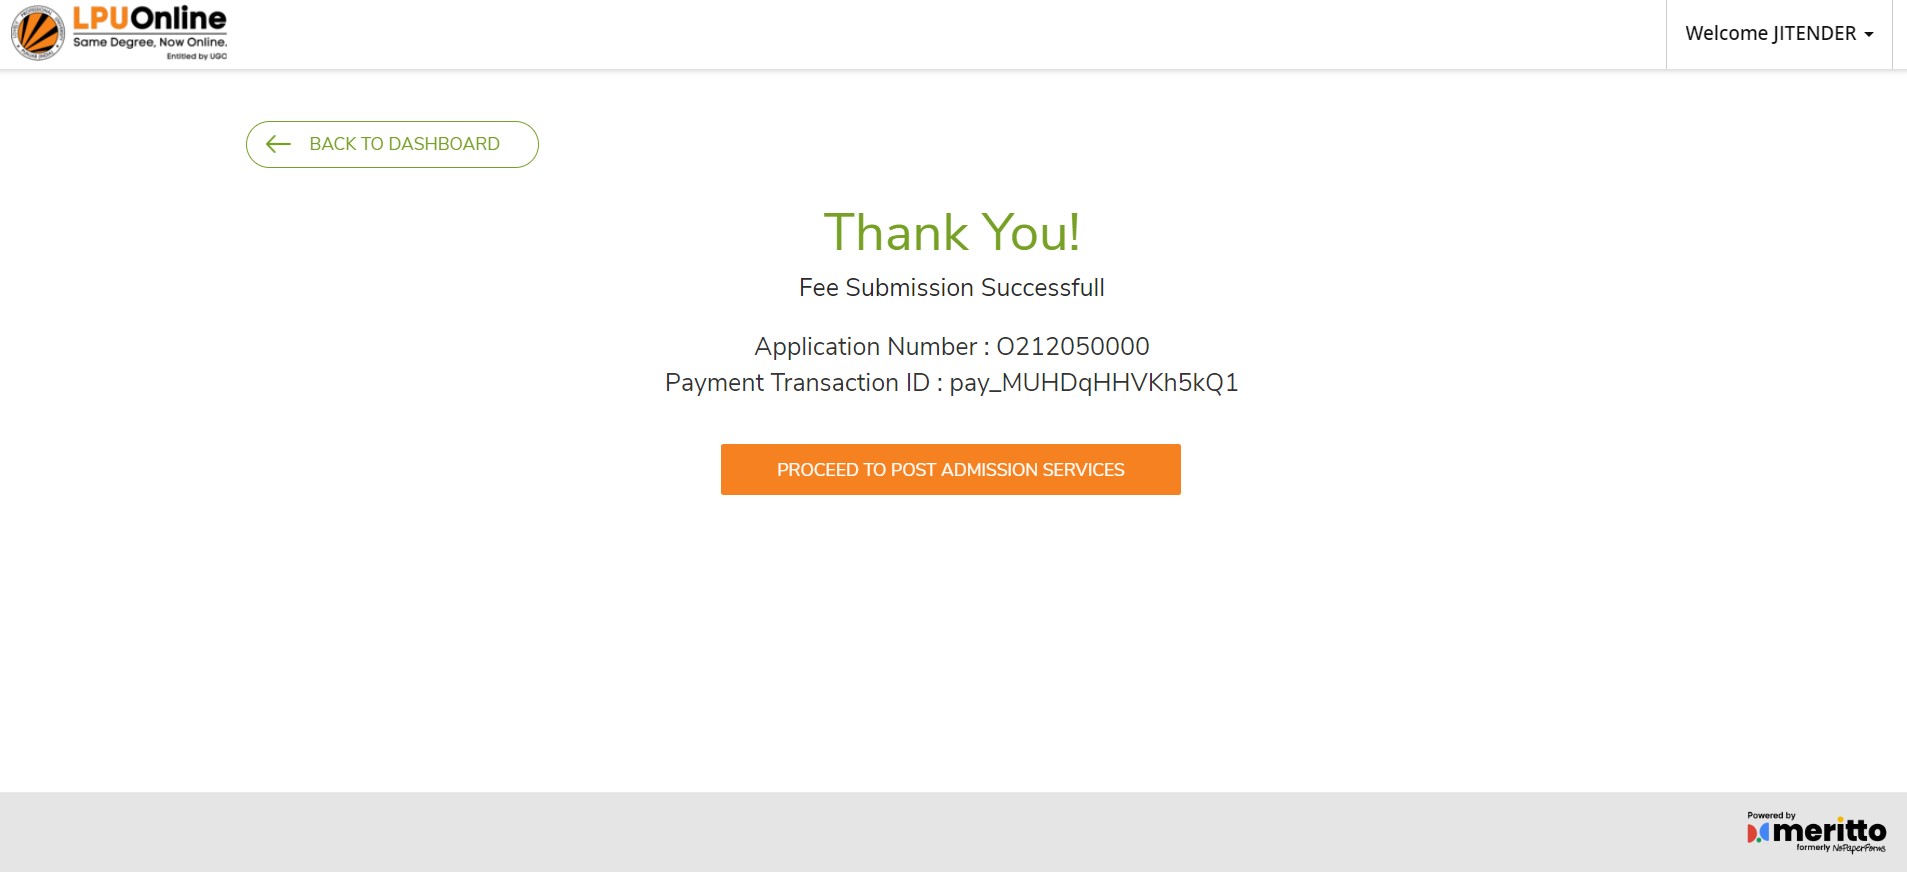 LPUOnline
Same Degree, Now Online.
Entitled by UGC
Welcome JITENDER
BACK TO DASHBOARD
Thank You!
Fee Submission Successfull
Application Number : O212050000
Payment Transaction ID : pay_MUHDqHHVKh5kQ1
PROCEED TO POST ADMISSION SERVICES
Powered by
meritto
formerly NoPaperForms